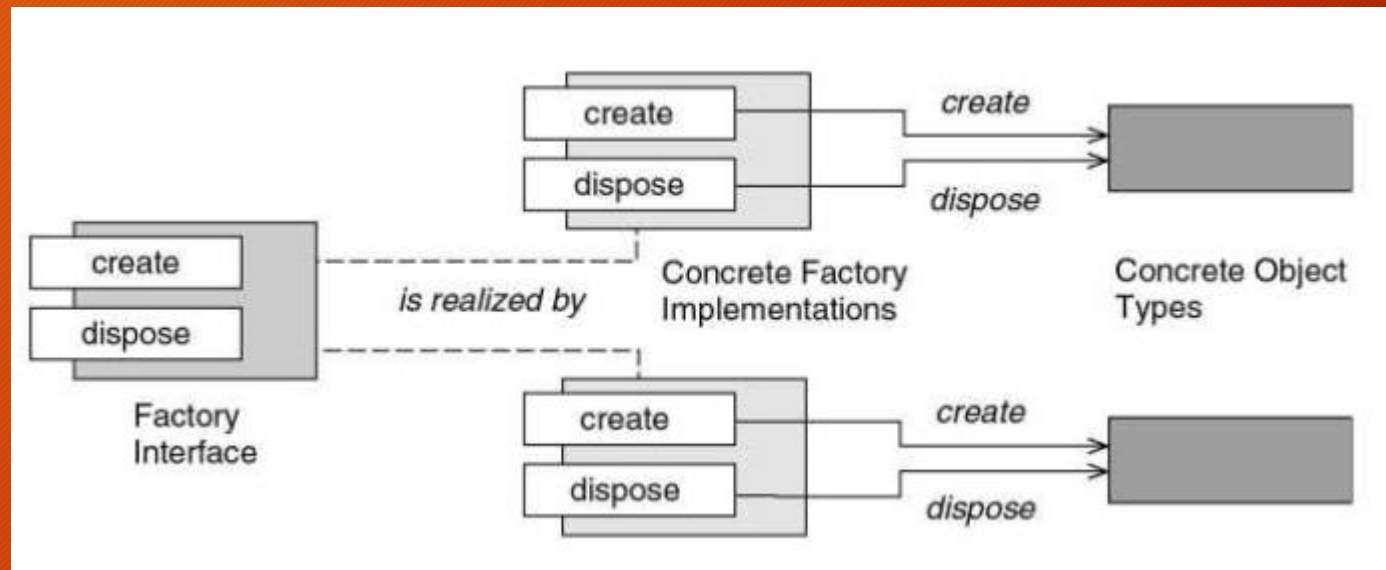 create
create
dispose
dispose
create
Concrete Factory
Implementations
Concrete Object
Types
is realized by
dispose
Factory
Interface
create
create
dispose
dispose